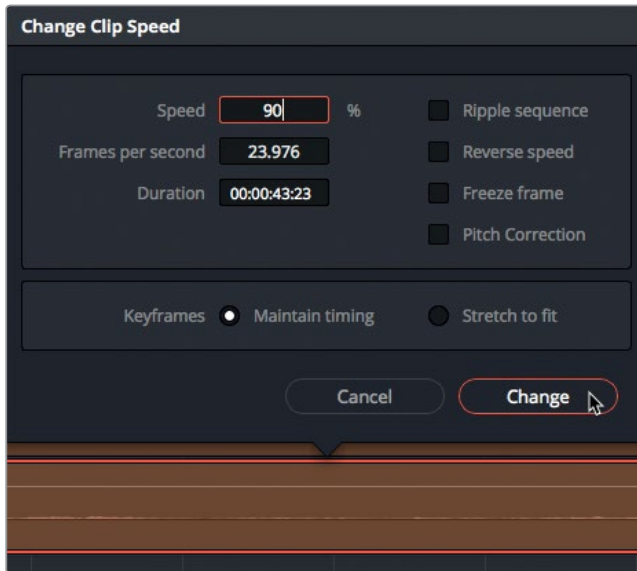 Change Clip Speed
Speed 90 % Ripple sequence
Frames per second 23.976 Reverse speed
Duration 00:00:43:23 Freeze frame
Pitch Correction
Keyframes Maintain timing Stretch to fit
Cancel Change